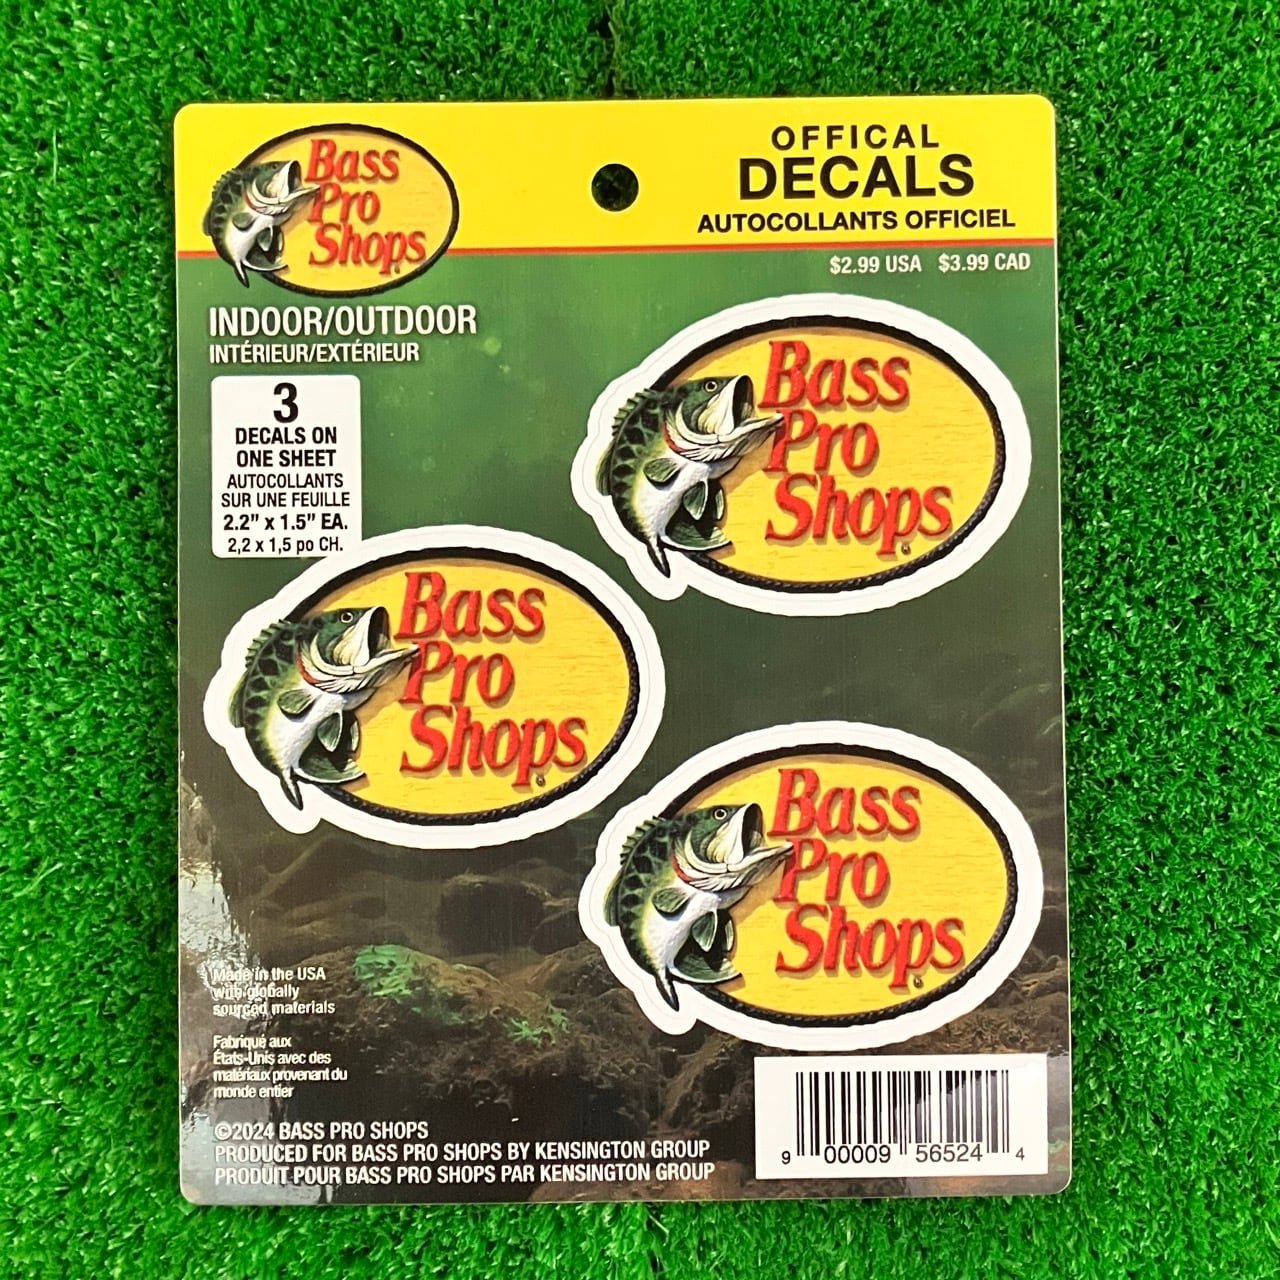 Bass
Pro
Shops
OFFICAL
DECALS
AUTOCOLLANTS OFFICIEL
$2.99 USA $3.99 CAD
INDOOR/OUTDOOR
INTÉRIEUR/EXTÉRIEUR
3
DECALS ON
ONE SHEET
AUTOCOLLANTS
SUR UNE FEUILLE
2.2" x 1.5" EA.
2,2 x 1,5 po CH.
Bass
Pro
Shops
Bass
Pro
Shops
Bass
Pro
Shops
Made in the USA
with globally
sourced materials
Fabriqué aux
États-Unis avec des
matériaux provenant du
monde entier
©2024 BASS PRO SHOPS
PRODUCED FOR BASS PRO SHOPS BY KENSINGTON GROUP
PRODUIT POUR BASS PRO SHOPS PAR KENSINGTON GROUP
9 00009 56524 4